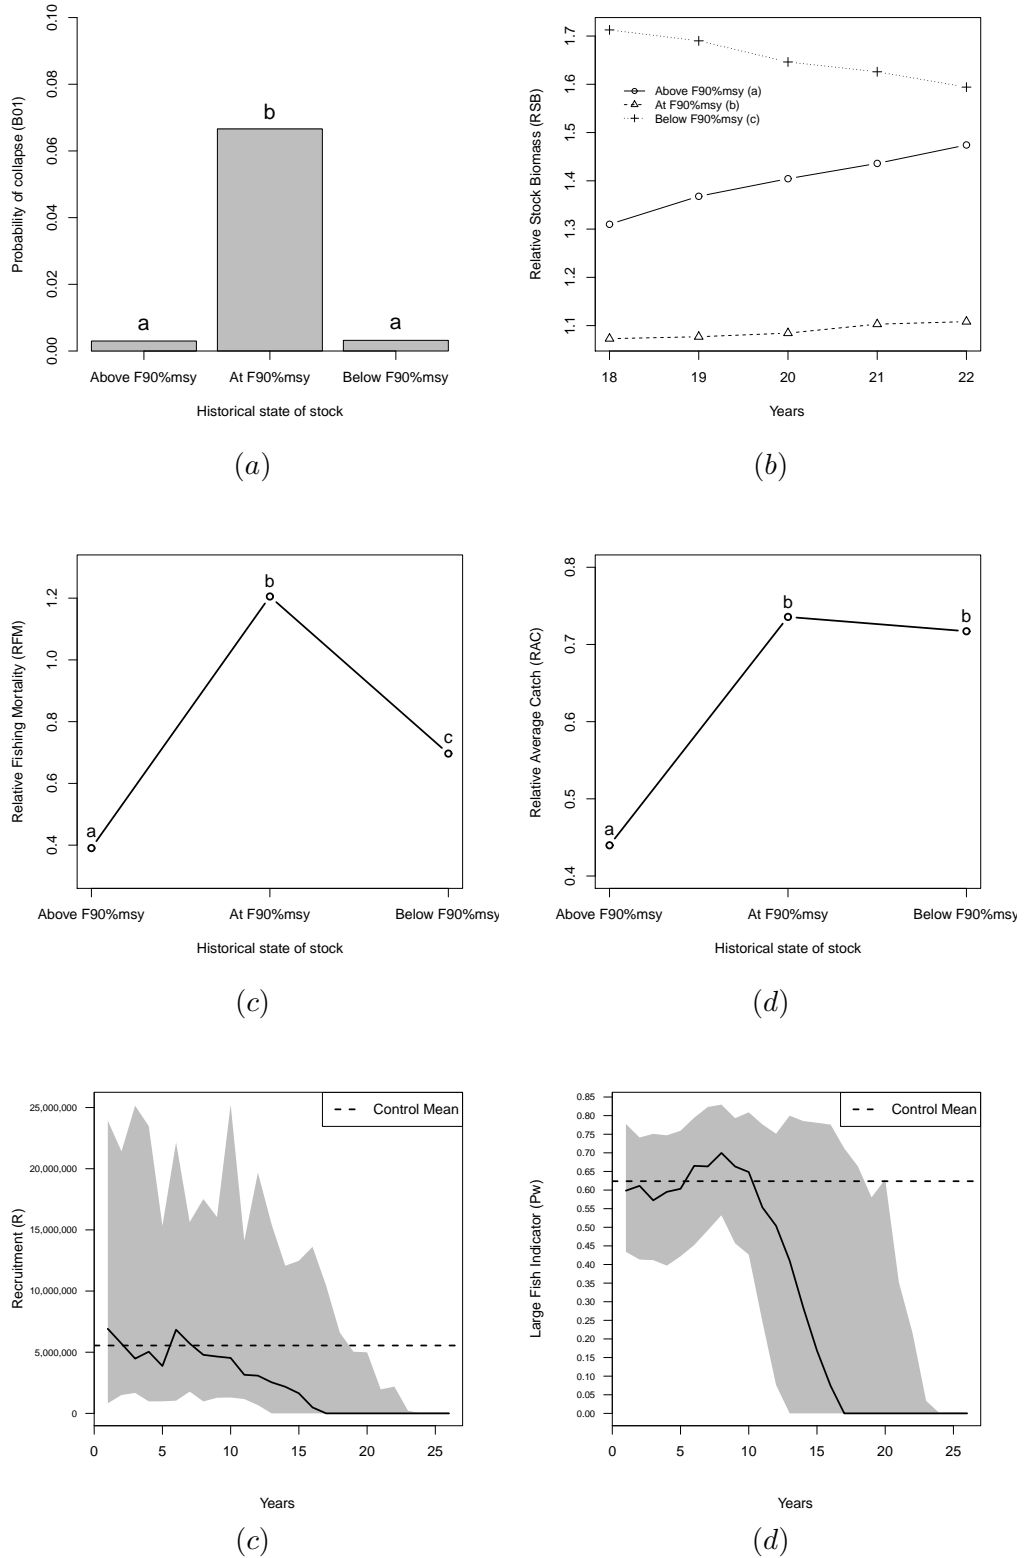 Probability of collapse (B01)
0.00 0.02 0.04 0.06 0.08 0.10
a b a
Above F90%msy At F90%msy Below F90%msy
Historical state of stock
(a)
Relative Stock Biomass (RSB)
1.1 1.2 1.3 1.4 1.5 1.6 1.7
Above F90%msy (a)
At F90%msy (b)
Below F90%msy (c)
18 19 20 21 22
Years
(b)
Relative Fishing Mortality (RFM)
0.4 0.6 0.8 1.0 1.2
a b c
Above F90%msy At F90%msy Below F90%msy
Historical state of stock
(c)
Relative Average Catch (RAC)
0.4 0.5 0.6 0.7 0.8
a b b
Above F90%msy At F90%msy Below F90%msy
Historical state of stock
(d)
Recruitment (R)
25,000,000
20,000,000
15,000,000
10,000,000
5,000,000
0
Control Mean
0 5 10 15 20 25
Years
(c)
Large Fish Indicator (Pw)
0.85
0.80
0.75
0.70
0.65
0.60
0.55
0.50
0.45
0.40
0.35
0.30
0.25
0.20
0.15
0.10
0.05
0.00
Control Mean
0 5 10 15 20 25
Years
(d)